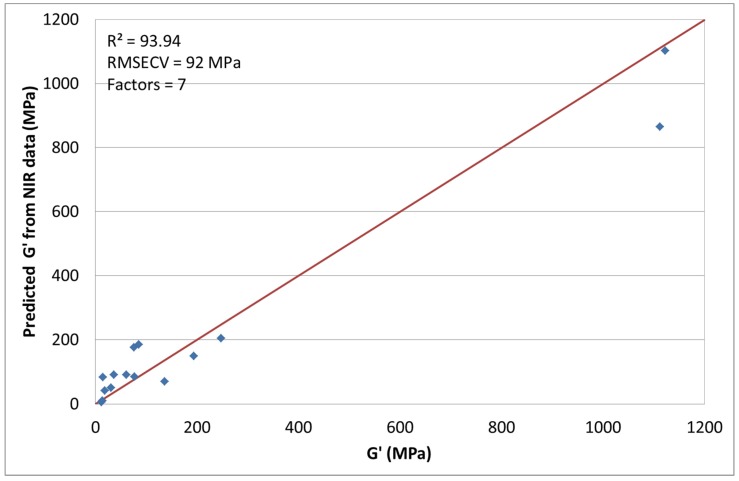 R² = 93.94
RMSECV = 92 MPa
Factors = 7
Predicted G' from NIR data (MPa)
1200
1000
800
600
400
200
0
0 200 400 600 800 1000 1200
G' (MPa)